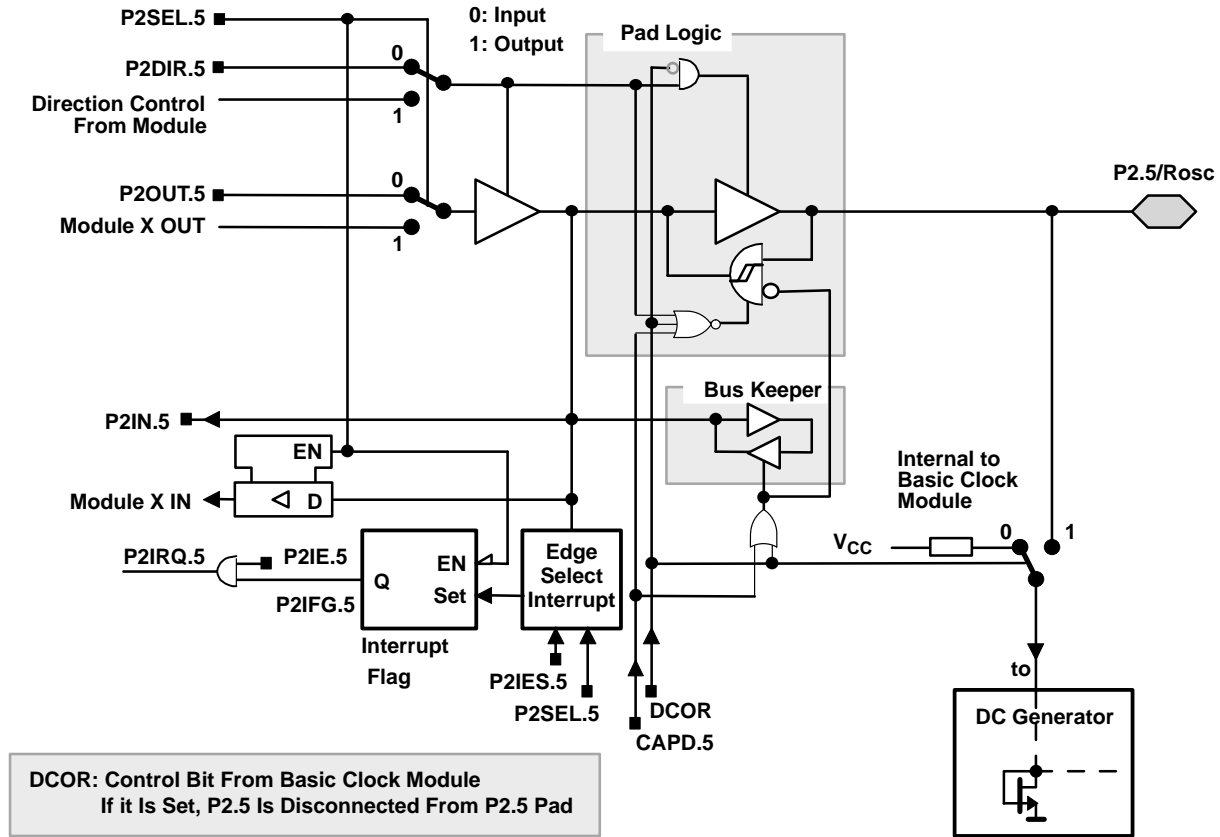 P2SEL.5
0: Input
1: Output
Pad Logic
P2DIR.5
0
Direction Control
From Module
1
P2OUT.5
0
Module X OUT
1
P2.5/Rosc
Bus Keeper
P2IN.5
EN
Module X IN
D
Internal to
Basic Clock
Module
VCC
0
1
P2IRQ.5
P2IE.5
P2IFG.5
Q
EN
Set
Interrupt
Flag
Edge
Select
Interrupt
P2IES.5
P2SEL.5
DCOR
CAPD.5
to
DC Generator
DCOR: Control Bit From Basic Clock Module
If it Is Set, P2.5 Is Disconnected From P2.5 Pad